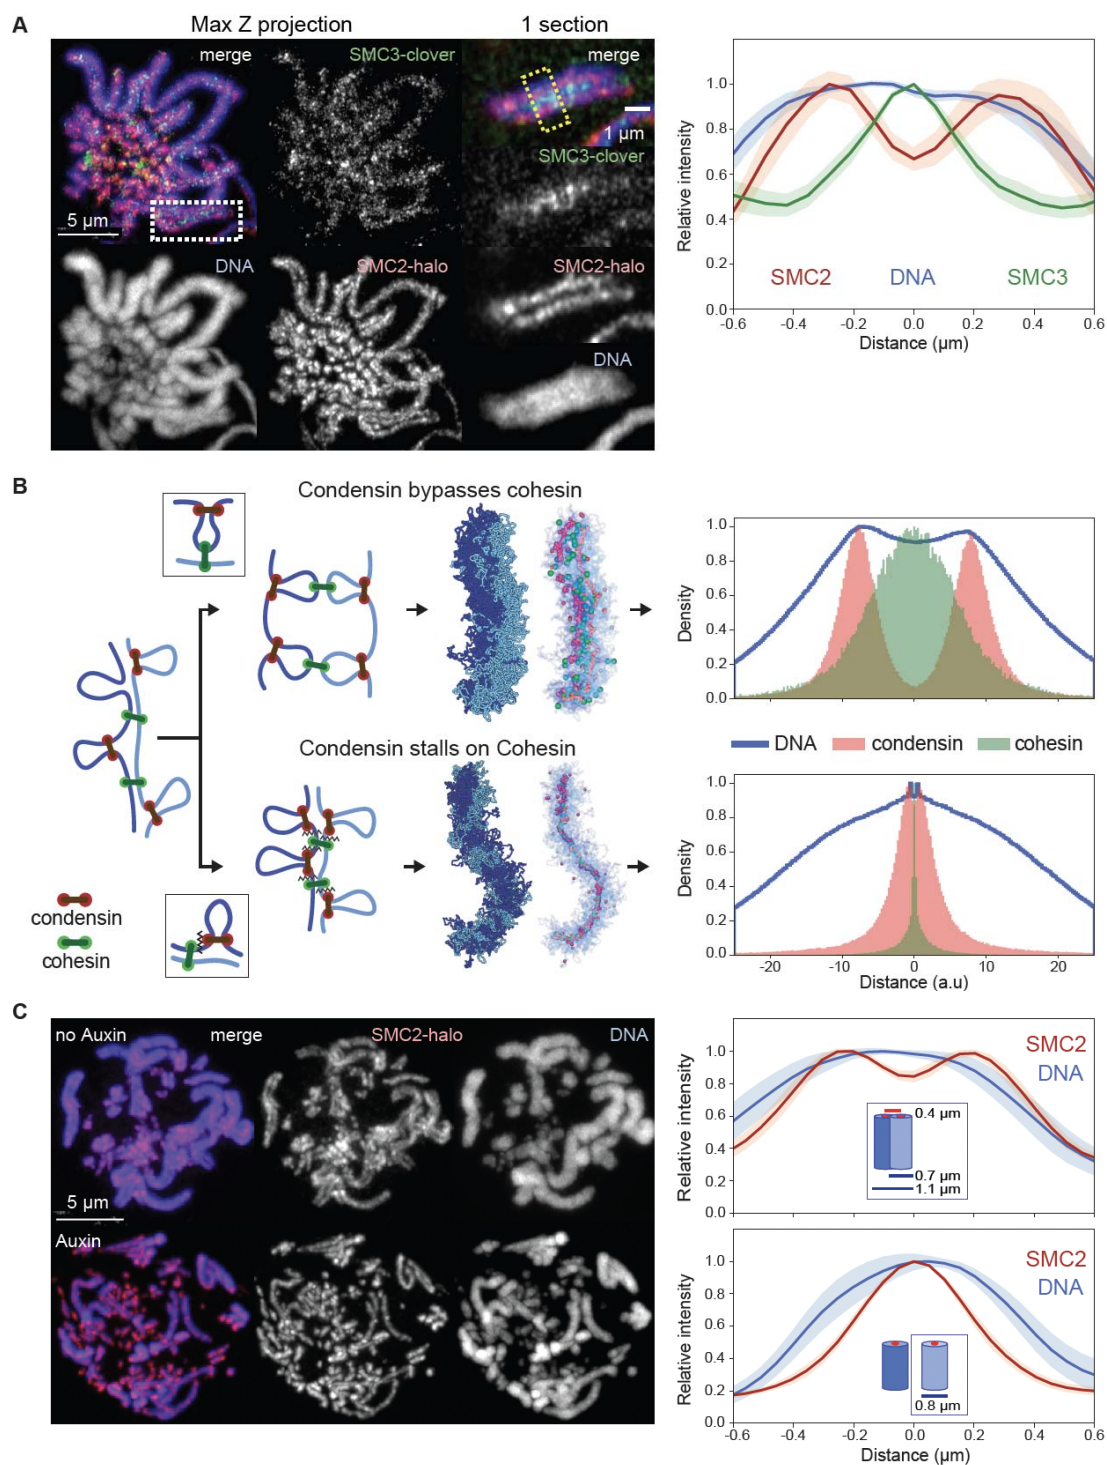 A
Max Z projection
1 section
merge
SMC3-clover
merge
1 µm
SMC3-clover
5 µm
DNA
SMC2-halo
SMC2-halo
DNA
Relative intensity
1.0
0.8
0.6
0.4
0.2
0.0
SMC2
DNA
SMC3
-0.6 -0.4 -0.2 0.0 0.2 0.4 0.6
Distance (µm)
B
Condensin bypasses cohesin
Condensin stalls on Cohesin
condensin
cohesin
Density
1.0
0.8
0.6
0.4
0.2
0.0
DNA condensin cohesin
Density
1.0
0.8
0.6
0.4
0.2
0.0
-20 -10 0 10 20
Distance (a.u)
C
no Auxin
merge
SMC2-halo
DNA
5 µm
Auxin
Relative intensity
1.0
0.8
0.6
0.4
0.2
0.0
SMC2
DNA
0.4 µm
0.7 µm
1.1 µm
Relative intensity
1.0
0.8
0.6
0.4
0.2
0.0
SMC2
DNA
0.8 µm
-0.6 -0.4 -0.2 0.0 0.2 0.4 0.6
Distance (µm)